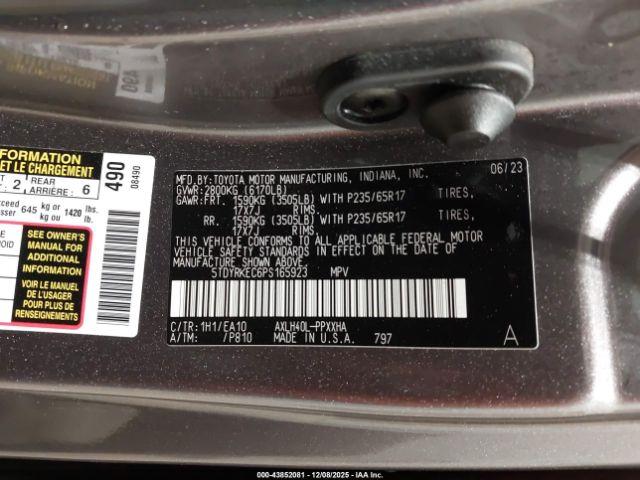 FORMATION
ET LE CHARGEMENT
2 REAR 6
ARRIÈRE:
exceed 645 kg or 1420 lbs.
kg ou lb.
490
08490
SEE OWNER'S
MANUAL FOR
ADDITIONAL
INFORMATION
VOIR LE MANUEL
DE L'USAGER
POUR PLUS DE
RENSEIGNEMENTS
MFD.BY: TOYOTA MOTOR MANUFACTURING, INDIANA, INC. 06/23
GVWR: 2800KG (6170LB)
GAWR: FRT. 1590KG (3505LB) WITH P235/65R17 TIRES,
17X7J RIMS,
RR. 1590KG (3505LB) WITH P235/65R17 TIRES,
17X7J RIMS.
THIS VEHICLE CONFORMS TO ALL APPLICABLE FEDERAL MOTOR
VEHICLE SAFETY STANDARDS IN EFFECT ON THE DATE OF
MANUFACTURE SHOWN ABOVE.
5TDYRKEC6PS165923 MPV
C/TR: 1H1/EA10 AXLH40L-PPXXHA
A/TM: /P810 MADE IN U.S.A. 797 A
000-43852081 - 12/08/2025 - IAA Inc.